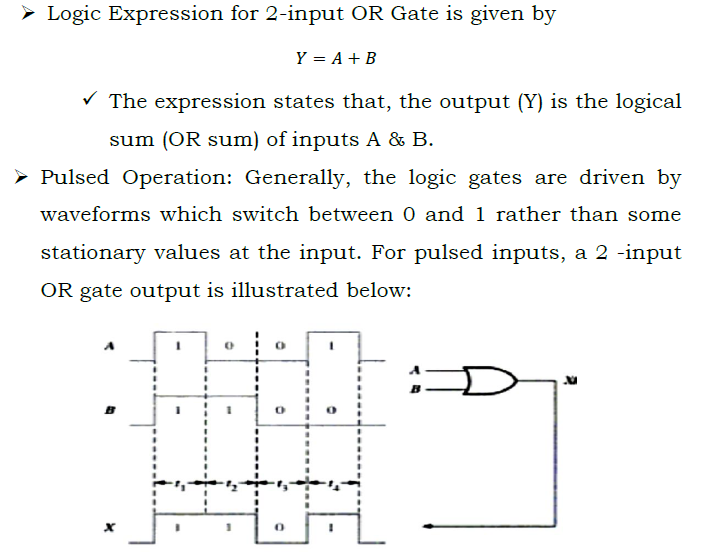 ➢ Logic Expression for 2-input OR Gate is given by
Y = A + B
✓ The expression states that, the output (Y) is the logical
sum (OR sum) of inputs A & B.
➢ Pulsed Operation: Generally, the logic gates are driven by
waveforms which switch between 0 and 1 rather than some
stationary values at the input. For pulsed inputs, a 2 -input
OR gate output is illustrated below:
A 1 0 0 1
A
B
B 1 1 0 0
t₁ t₂ t₃ t₄
X 1 1 0 1